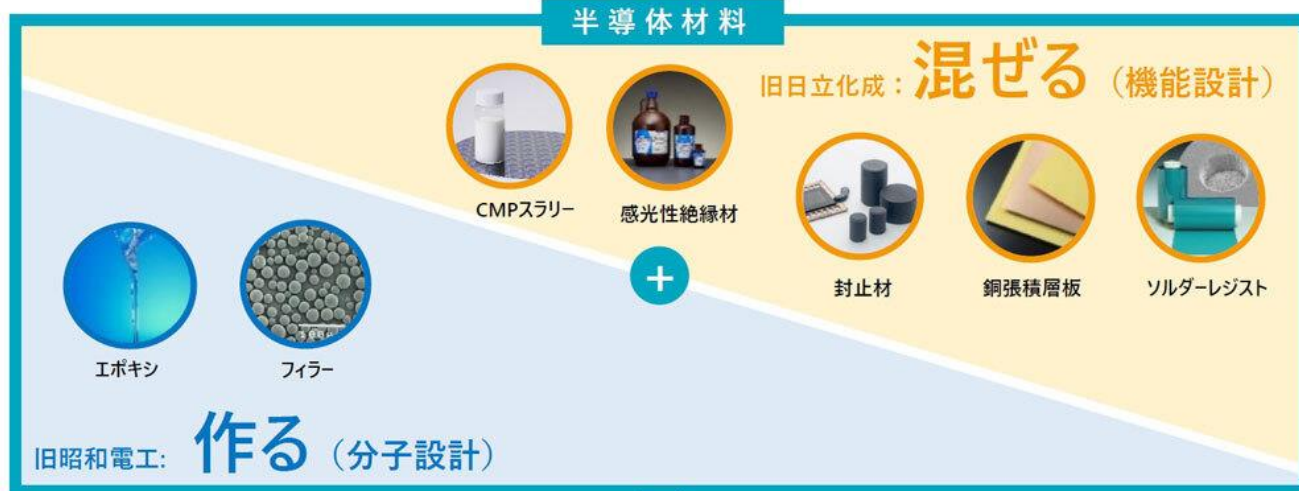 半導体材料
旧日立化成：混ぜる（機能設計）
CMPスラリー
感光性絶縁材
封止材
銅張積層板
ソルダーレジスト
+
エポキシ
フィラー
旧昭和電工:作る（分子設計）